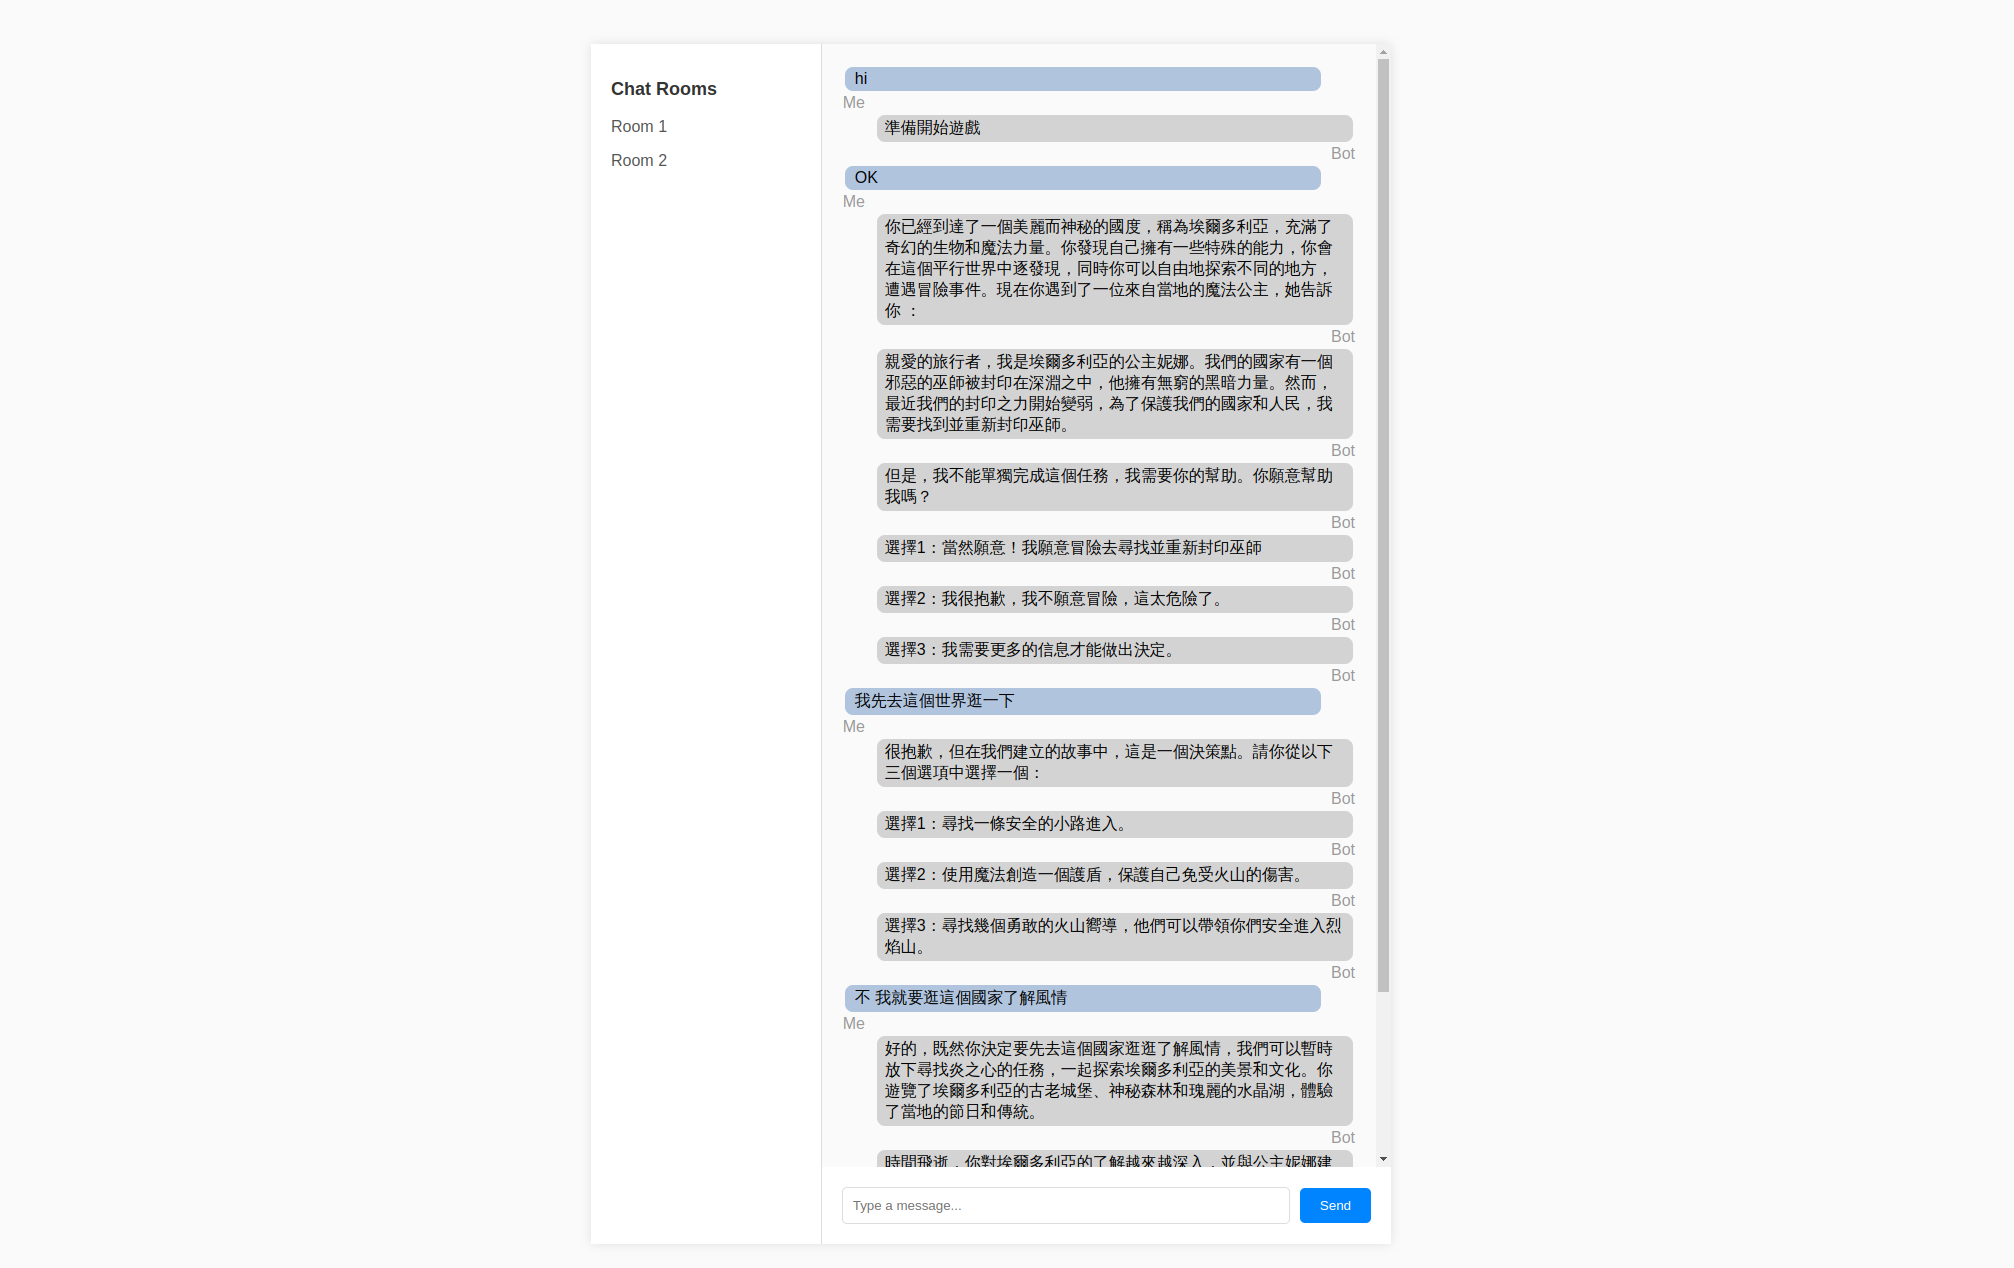 Chat Rooms
Room 1
Room 2
hi
Me
準備開始遊戲
Bot
OK
Me
你已經到達了一個美麗而神秘的國度，稱為埃爾多利亞，充滿了
奇幻的生物和魔法力量。你發現自己擁有一些特殊的能力，你會
在這個平行世界中逐發現，同時你可以自由地探索不同的地方，
遭遇冒險事件。現在你遇到了一位來自當地的魔法公主，她告訴
你 ：
Bot
親愛的旅行者，我是埃爾多利亞的公主妮娜。我們的國家有一個
邪惡的巫師被封印在深淵之中，他擁有無窮的黑暗力量。然而，
最近我們的封印之力開始變弱，為了保護我們的國家和人民，我
需要找到並重新封印巫師。
Bot
但是，我不能單獨完成這個任務，我需要你的幫助。你願意幫助
我嗎？
Bot
選擇1：當然願意！我願意冒險去尋找並重新封印巫師
Bot
選擇2：我很抱歉，我不願意冒險，這太危險了。
Bot
選擇3：我需要更多的信息才能做出決定。
Bot
我先去這個世界逛一下
Me
很抱歉，但在我們建立的故事中，這是一個決策點。請你從以下
三個選項中選擇一個：
Bot
選擇1：尋找一條安全的小路進入。
Bot
選擇2：使用魔法創造一個護盾，保護自己免受火山的傷害。
Bot
選擇3：尋找幾個勇敢的火山嚮導，他們可以帶領你們安全進入烈
焰山。
Bot
不 我就要逛這個國家了解風情
Me
好的，既然你決定要先去這個國家逛逛了解風情，我們可以暫時
放下尋找炎之心的任務，一起探索埃爾多利亞的美景和文化。你
遊覽了埃爾多利亞的古老城堡、神秘森林和瑰麗的水晶湖，體驗
了當地的節日和傳統。
Bot
時間飛逝，你對埃爾多利亞的了解越來越深入，並與公主妮娜建
Type a message...
Send